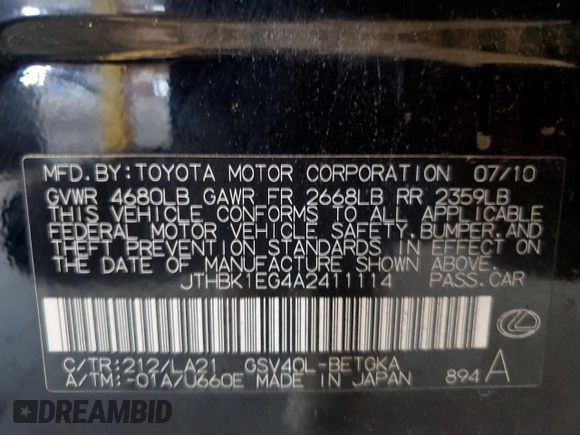 MFD.BY:TOYOTA MOTOR CORPORATION 07/10
GVWR 4680LB GAWR FR 2668LB RR 2359LB
THIS VEHICLE CONFORMS TO ALL APPLICABLE
FEDERAL MOTOR VEHICLE SAFETY,BUMPER,AND
THEFT PREVENTION STANDARDS IN EFFECT ON
THE DATE OF MANUFACTURE SHOWN ABOVE.
JTHBK1EG4A2411114 PASS.CAR
C/TR:212/LA21 GSV40L-BETGKA
A/TM:-01A/U660E MADE IN JAPAN 894 A
DREAMBID